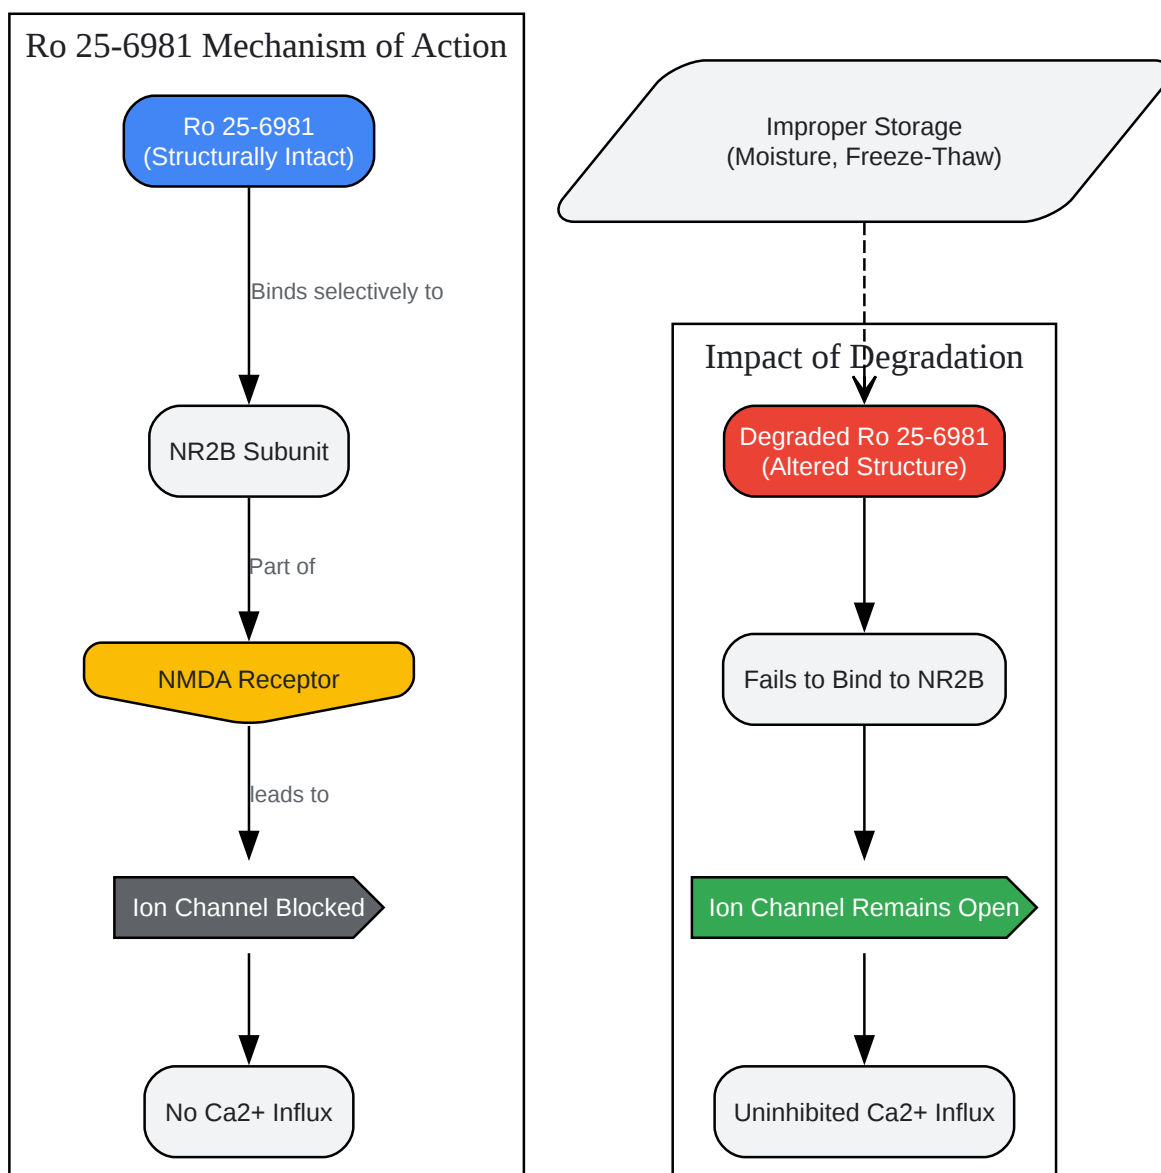 Ro 25-6981 Mechanism of Action
Ro 25-6981
(Structurally Intact)
Binds selectively to
NR2B Subunit
Part of
NMDA Receptor
leads to
Ion Channel Blocked
No Ca2+ Influx
Improper Storage
(Moisture, Freeze-Thaw)
Impact of Degradation
Degraded Ro 25-6981
(Altered Structure)
Fails to Bind to NR2B
Ion Channel Remains Open
Uninhibited Ca2+ Influx